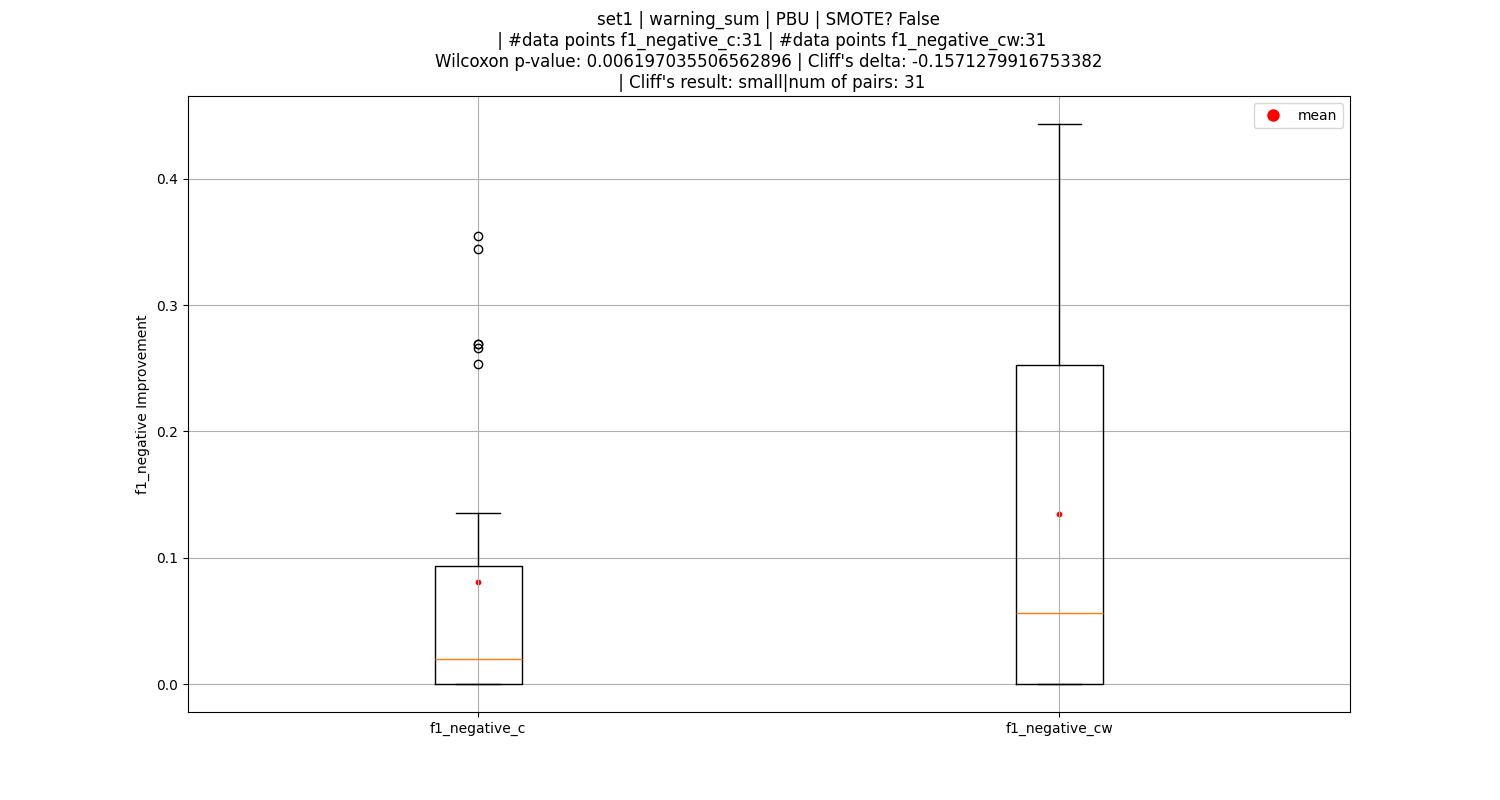 set1 | warning_sum | PBU | SMOTE? False
| #data points f1_negative_c:31 | #data points f1_negative_cw:31
Wilcoxon p-value: 0.006197035506562896 | Cliff's delta: -0.1571279916753382
| Cliff's result: small|num of pairs: 31
mean
0.4
0.3
0.2
0.1
0.0
f1_negative Improvement
f1_negative_c
f1_negative_cw